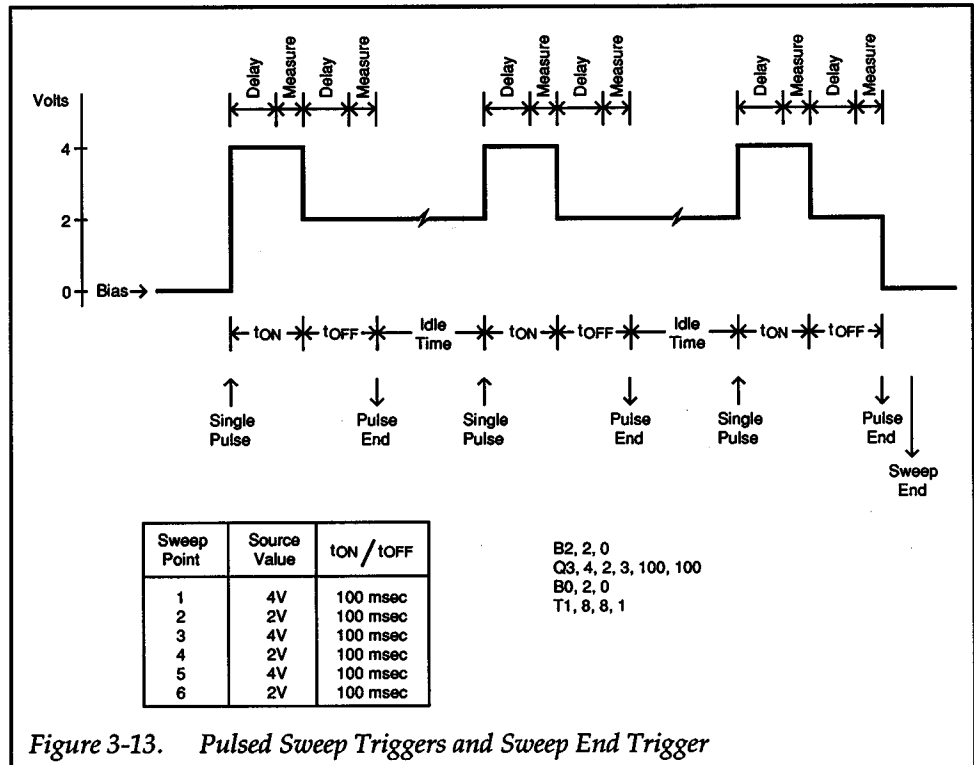 Delay Measure Delay Measure Delay Measure Delay Measure Delay Measure Delay Measure
Volts
4
2
0 Bias
tON tOFF Idle Time tON tOFF Idle Time tON tOFF
Single Pulse Pulse End Single Pulse Pulse End Single Pulse Pulse End
Sweep End
Sweep Point Source Value tON / tOFF
1 4V 100 msec
2 2V 100 msec
3 4V 100 msec
4 2V 100 msec
5 4V 100 msec
6 2V 100 msec
B2, 2, 0
Q3, 4, 2, 3, 100, 100
B0, 2, 0
T1, 8, 8, 1
Figure 3-13. Pulsed Sweep Triggers and Sweep End Trigger